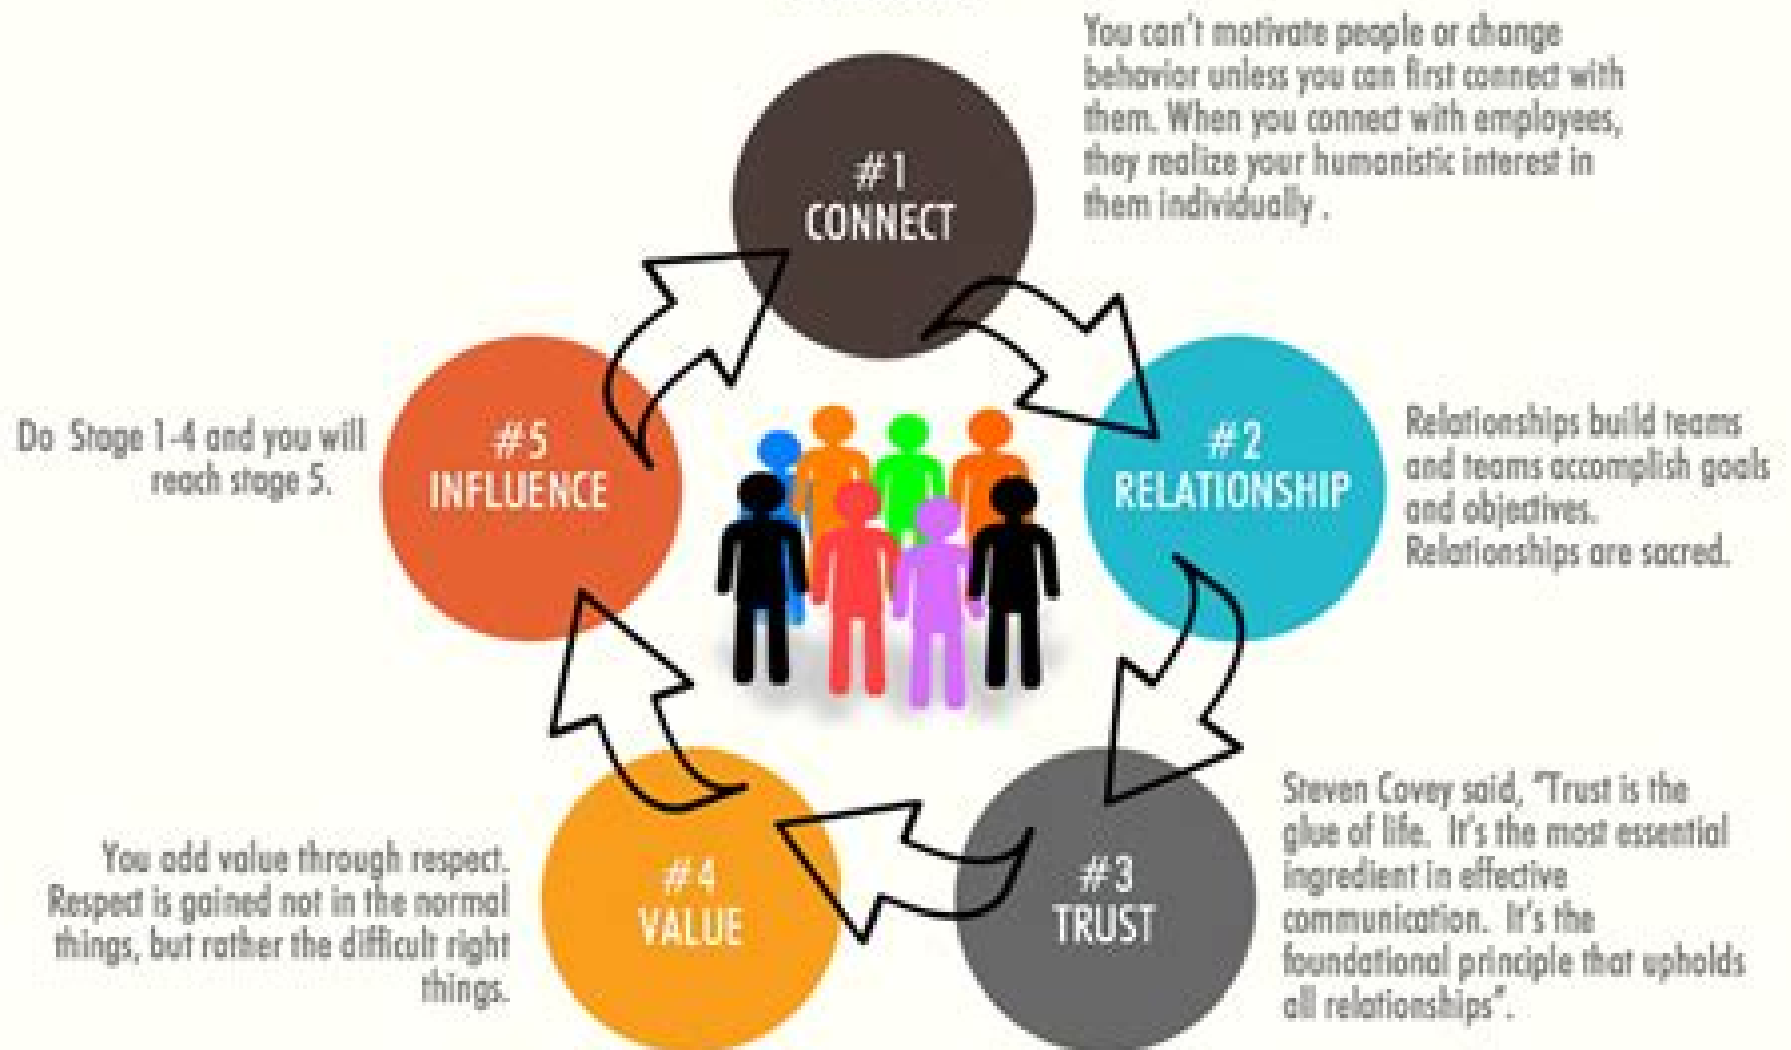 You can't motivate people or change
behavior unless you can first connect with
them. When you connect with employees,
they realize your humanistic interest in
them individually .
#1
CONNECT
#2
RELATIONSHIP
Relationships build teams
and teams accomplish goals
and objectives.
Relationships are sacred.
#3
TRUST
Steven Covey said, "Trust is the
glue of life. It's the most essential
ingredient in effective
communication. It's the
foundational principle that upholds
all relationships".
#4
VALUE
You add value through respect.
Respect is gained not in the normal
things, but rather the difficult right
things.
#5
INFLUENCE
Do Stage 1-4 and you will
reach stage 5.